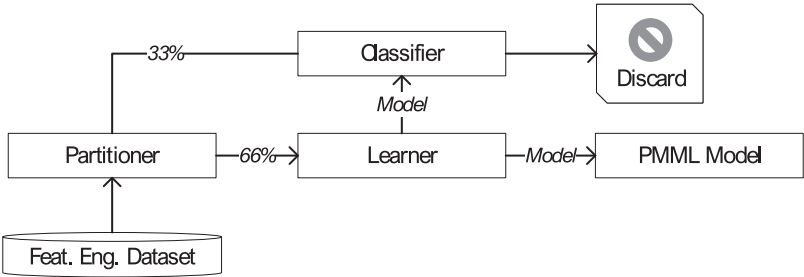 33%
Classifier
Discard
Model
Partitioner
66%
Learner
Model
PMML Model
Feat. Eng. Dataset